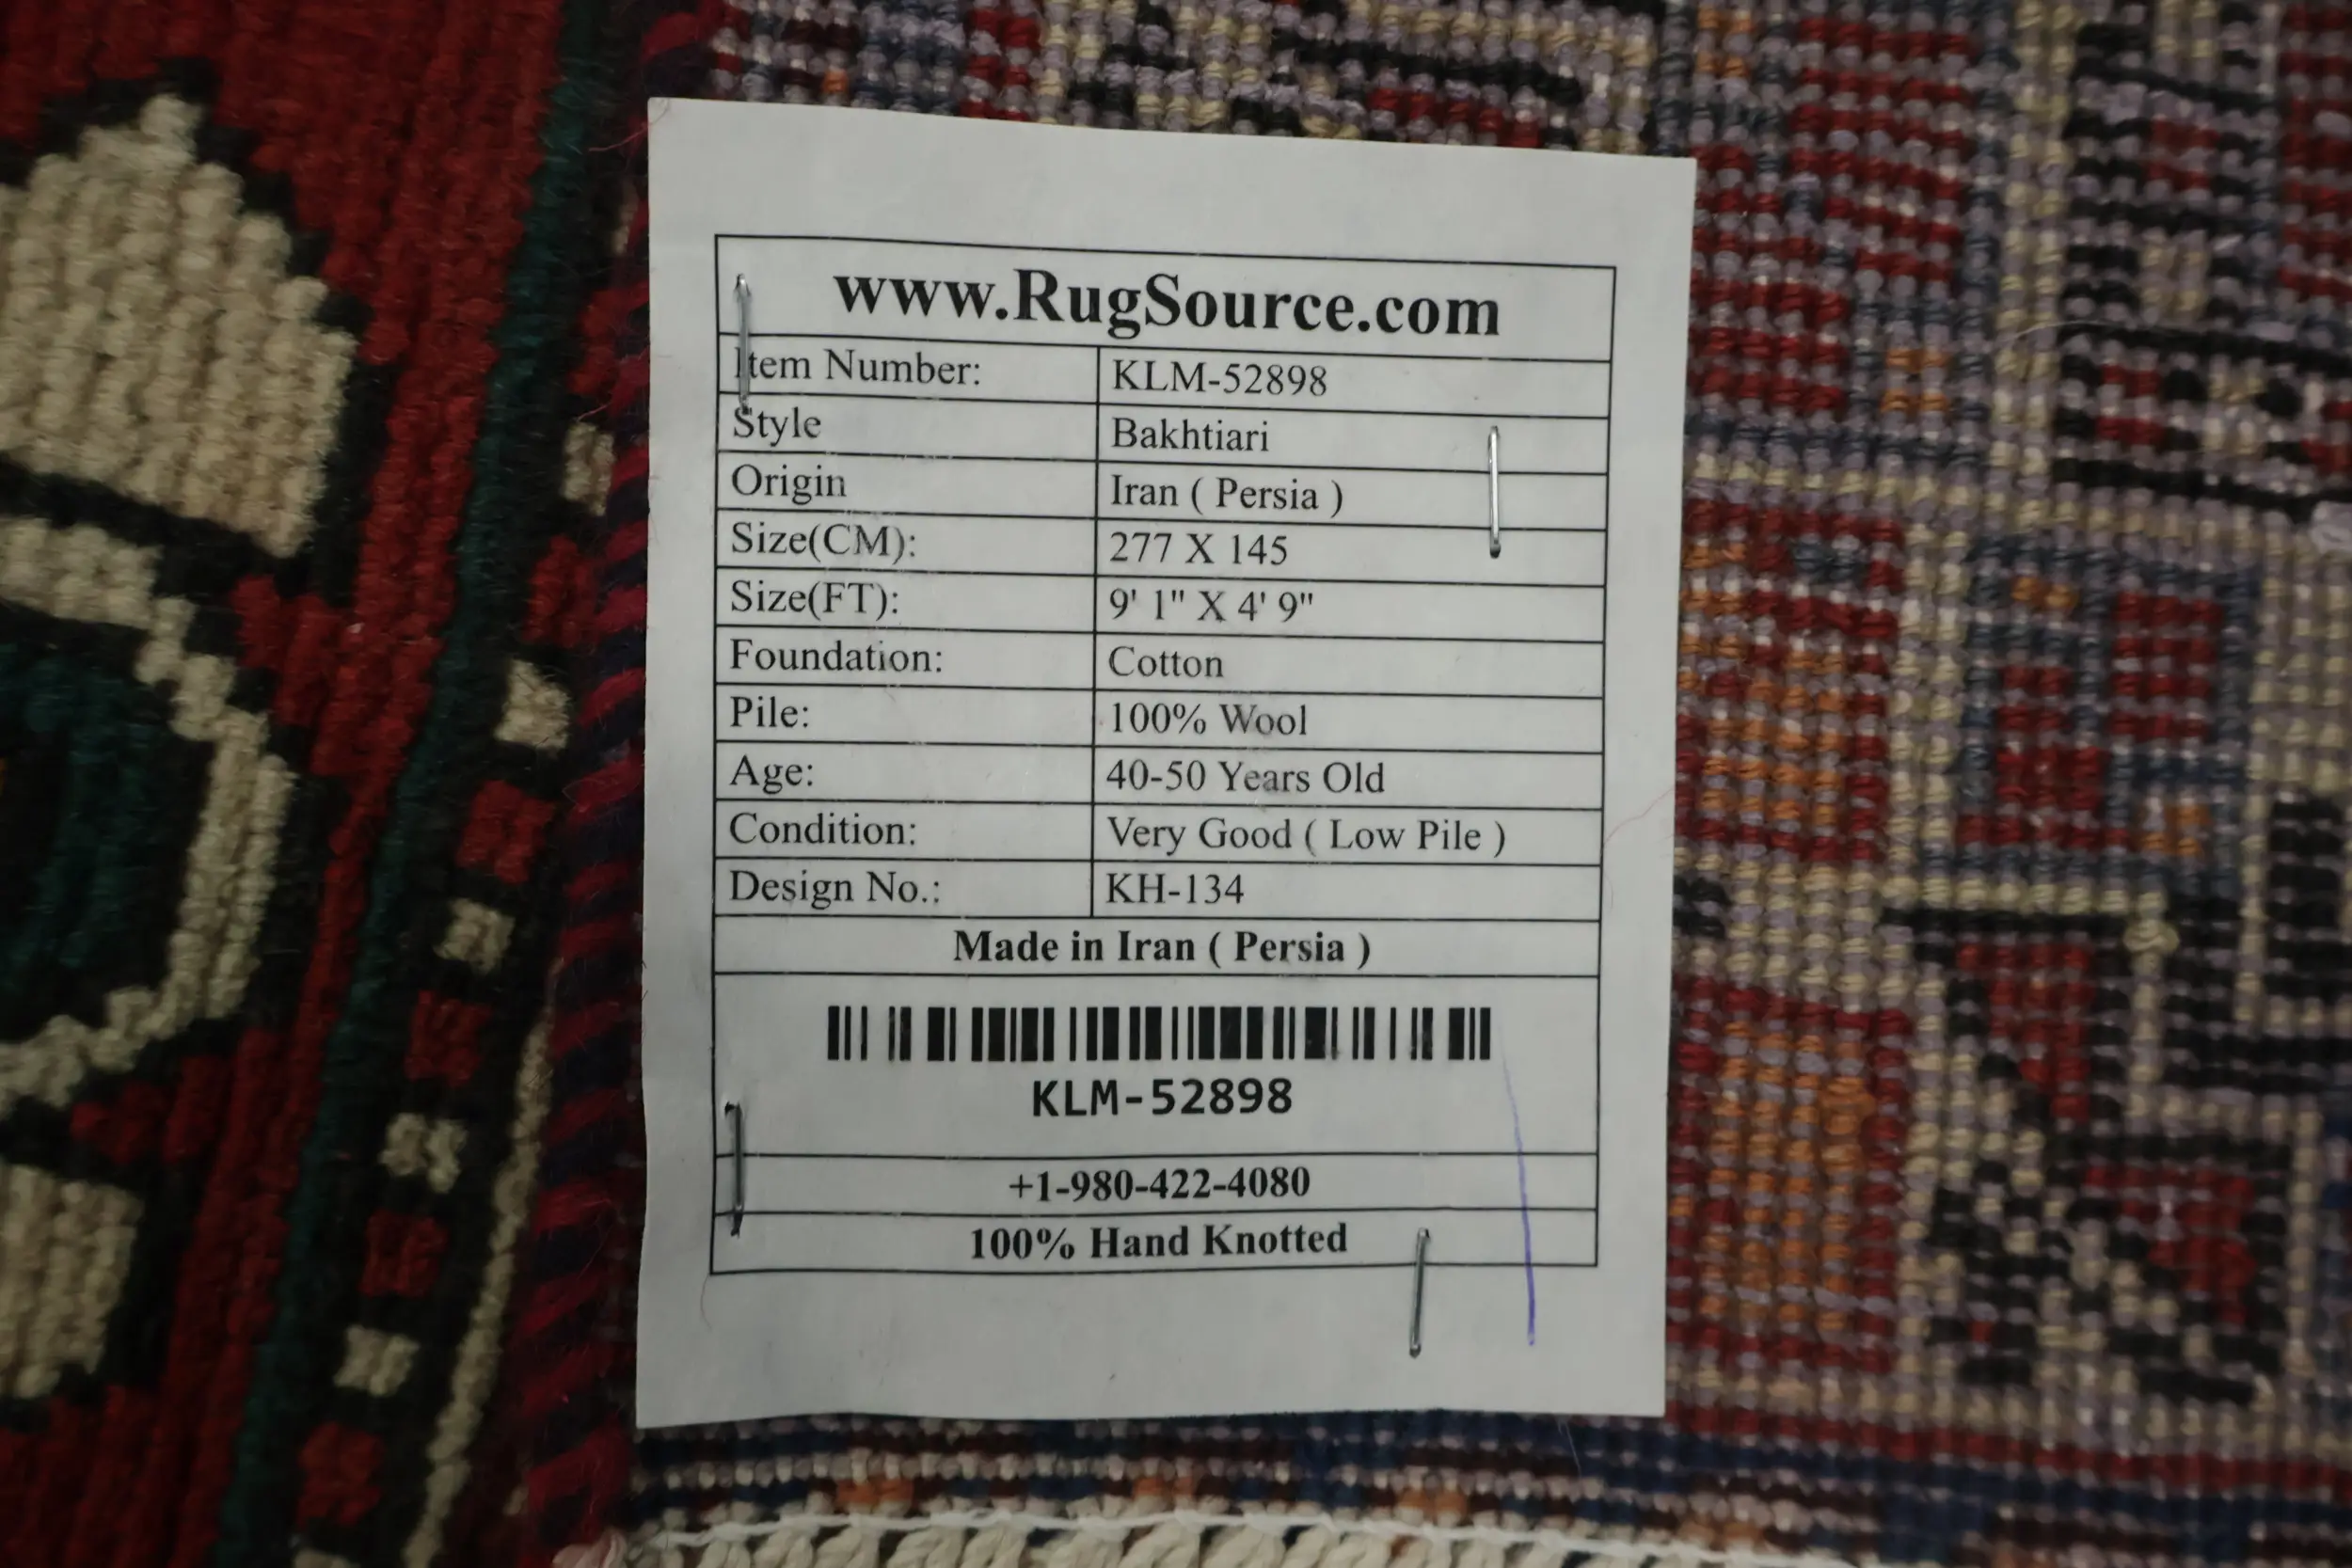 www.RugSource.com
Item Number: KLM-52898
Style Bakhtiari
Origin Iran ( Persia )
Size(CM): 277 X 145
Size(FT): 9' 1" X 4' 9"
Foundation: Cotton
Pile: 100% Wool
Age: 40-50 Years Old
Condition: Very Good ( Low Pile )
Design No.: KH-134
Made in Iran ( Persia )
KLM-52898
+1-980-422-4080
100% Hand Knotted